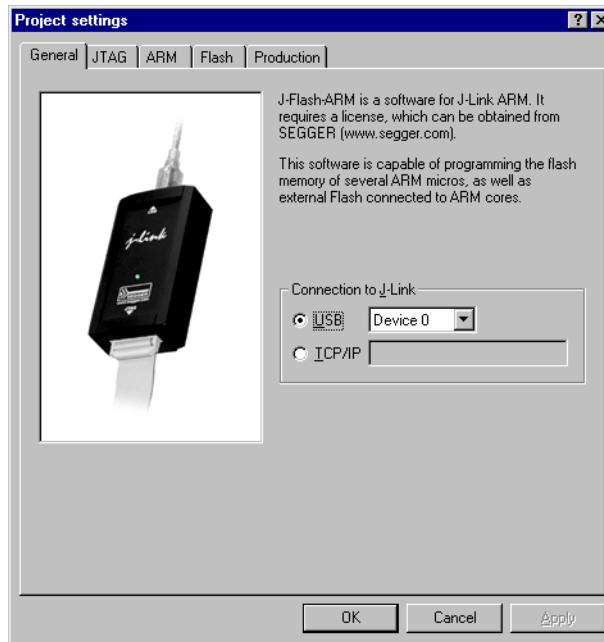 Project settings
General JTAG ARM Flash Production
J-Flash-ARM is a software for J-Link ARM. It
requires a license, which can be obtained from
SEGGER (www.segger.com).
This software is capable of programming the flash
memory of several ARM micros, as well as
external Flash connected to ARM cores.
j-link
Connection to J-Link
USB Device 0
TCP/IP
OK Cancel Apply